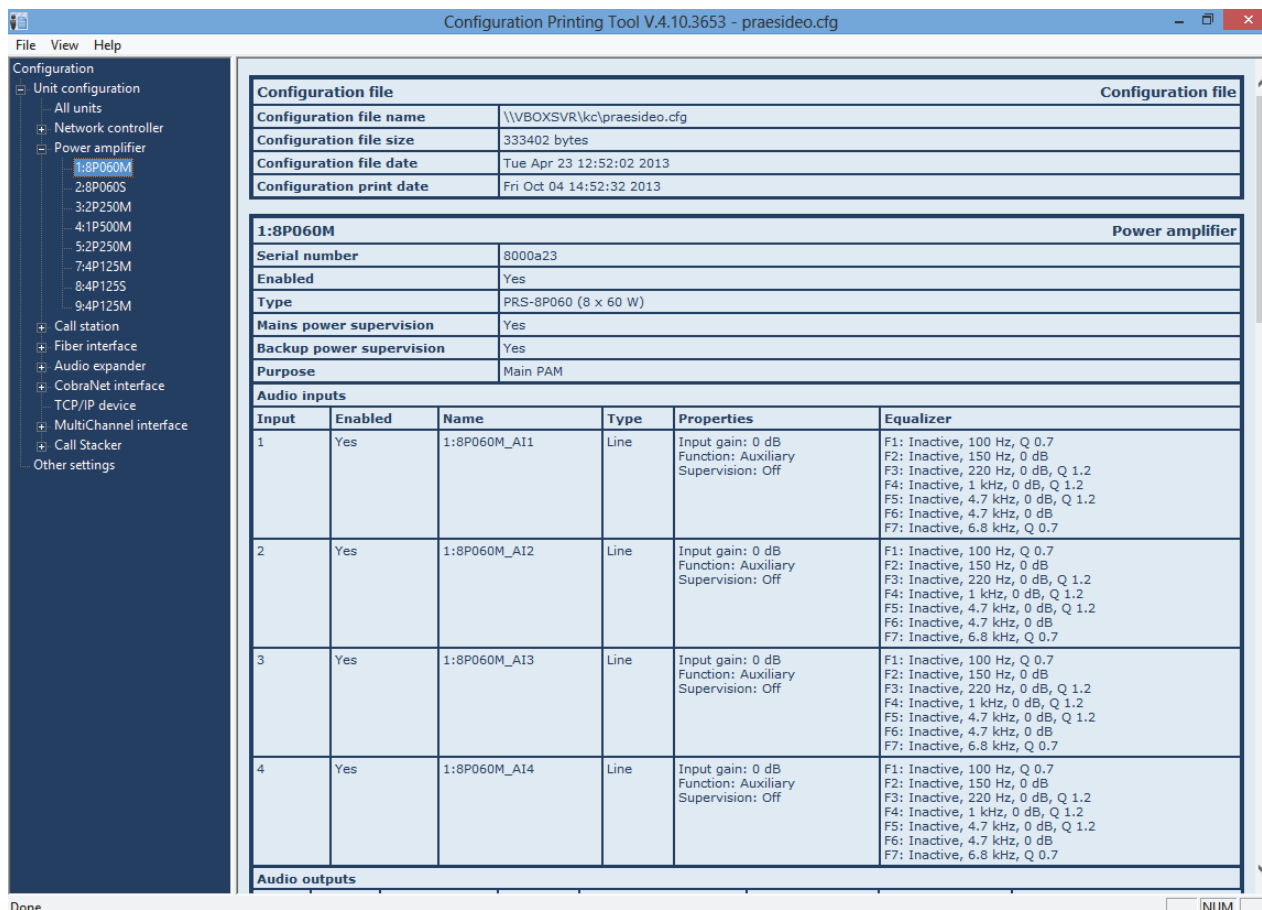 Configuration Printing Tool V.4.10.3653 - praesideo.cfg
File View Help
Configuration
Unit configuration
All units
Network controller
Power amplifier
1:8P060M
2:8P060S
3:2P250M
4:1P500M
5:2P250M
7:4P125M
8:4P125S
9:4P125M
Call station
Fiber interface
Audio expander
CobraNet interface
TCP/IP device
MultiChannel interface
Call Stacker
Other settings
Configuration file Configuration file
Configuration file name \\VBOXSVR\kc\praesideo.cfg
Configuration file size 333402 bytes
Configuration file date Tue Apr 23 12:52:02 2013
Configuration print date Fri Oct 04 14:52:32 2013
1:8P060M Power amplifier
Serial number 8000a23
Enabled Yes
Type PRS-8P060 (8 x 60 W)
Mains power supervision Yes
Backup power supervision Yes
Purpose Main PAM
Audio inputs
Input Enabled Name Type Properties Equalizer
1 Yes 1:8P060M_AI1 Line Input gain: 0 dB F1: Inactive, 100 Hz, Q 0.7
Function: Auxiliary F2: Inactive, 150 Hz, 0 dB
Supervision: Off F3: Inactive, 220 Hz, 0 dB, Q 1.2
F4: Inactive, 1 kHz, 0 dB, Q 1.2
F5: Inactive, 4.7 kHz, 0 dB, Q 1.2
F6: Inactive, 4.7 kHz, 0 dB
F7: Inactive, 6.8 kHz, Q 0.7
2 Yes 1:8P060M_AI2 Line Input gain: 0 dB F1: Inactive, 100 Hz, Q 0.7
Function: Auxiliary F2: Inactive, 150 Hz, 0 dB
Supervision: Off F3: Inactive, 220 Hz, 0 dB, Q 1.2
F4: Inactive, 1 kHz, 0 dB, Q 1.2
F5: Inactive, 4.7 kHz, 0 dB, Q 1.2
F6: Inactive, 4.7 kHz, 0 dB
F7: Inactive, 6.8 kHz, Q 0.7
3 Yes 1:8P060M_AI3 Line Input gain: 0 dB F1: Inactive, 100 Hz, Q 0.7
Function: Auxiliary F2: Inactive, 150 Hz, 0 dB
Supervision: Off F3: Inactive, 220 Hz, 0 dB, Q 1.2
F4: Inactive, 1 kHz, 0 dB, Q 1.2
F5: Inactive, 4.7 kHz, 0 dB, Q 1.2
F6: Inactive, 4.7 kHz, 0 dB
F7: Inactive, 6.8 kHz, Q 0.7
4 Yes 1:8P060M_AI4 Line Input gain: 0 dB F1: Inactive, 100 Hz, Q 0.7
Function: Auxiliary F2: Inactive, 150 Hz, 0 dB
Supervision: Off F3: Inactive, 220 Hz, 0 dB, Q 1.2
F4: Inactive, 1 kHz, 0 dB, Q 1.2
F5: Inactive, 4.7 kHz, 0 dB, Q 1.2
F6: Inactive, 4.7 kHz, 0 dB
F7: Inactive, 6.8 kHz, Q 0.7
Audio outputs
Done NUM